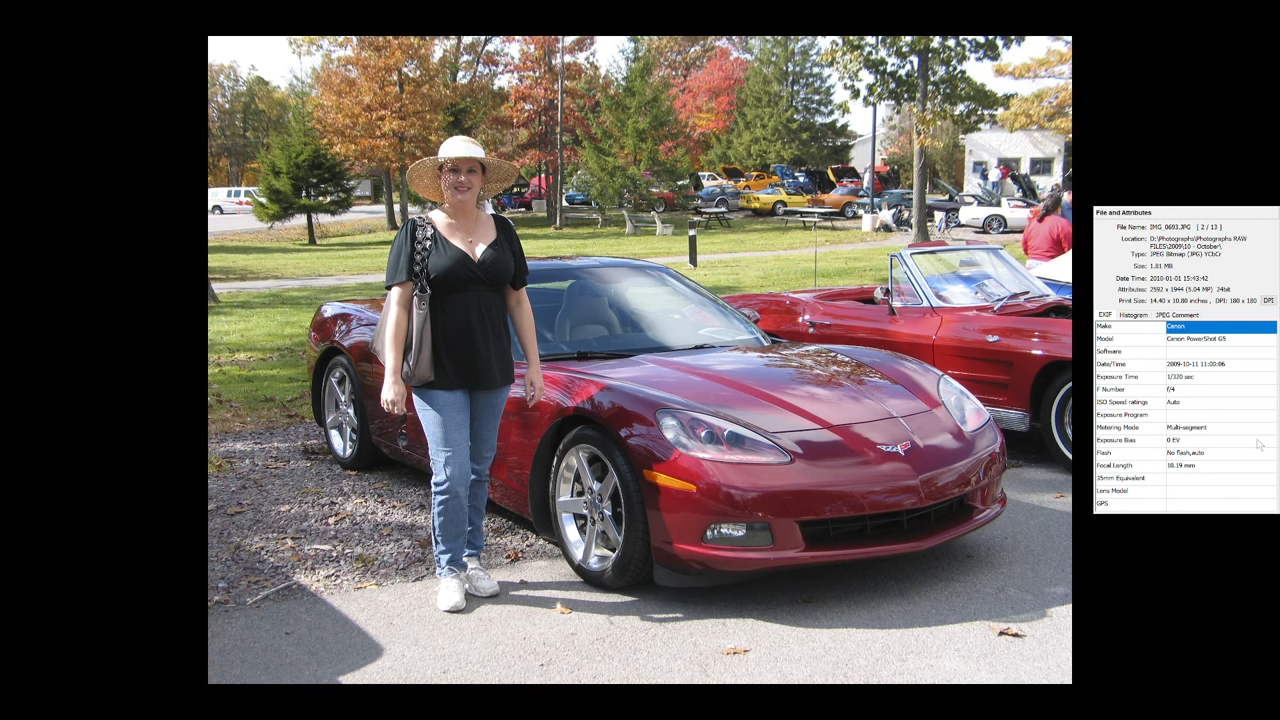 File and Attributes
File Name: IMG_0693.JPG [ 2 / 13 ]
Location: D:\Photographs\Photographs RAW
FILES\2009\10 - October\
Type: JPEG Bitmap (JPG) YCbCr
Size: 1.81 MB
Date Time: 2010-01-01 15:43:42
Attributes: 2592 x 1944 (5.04 MP) 24bit
Print Size: 14.40 x 10.80 inches , DPI: 180 x 180 DPI
EXIF Histogram JPEG Comment
Make Canon
Model Canon PowerShot G5
Software
Date/Time 2009-10-11 11:00:06
Exposure Time 1/320 sec
F Number f/4
ISO Speed ratings Auto
Exposure Program
Metering Mode Multi-segment
Exposure Bias 0 EV
Flash No flash,auto
Focal Length 10.19 mm
35mm Equivalent
Lens Model
GPS